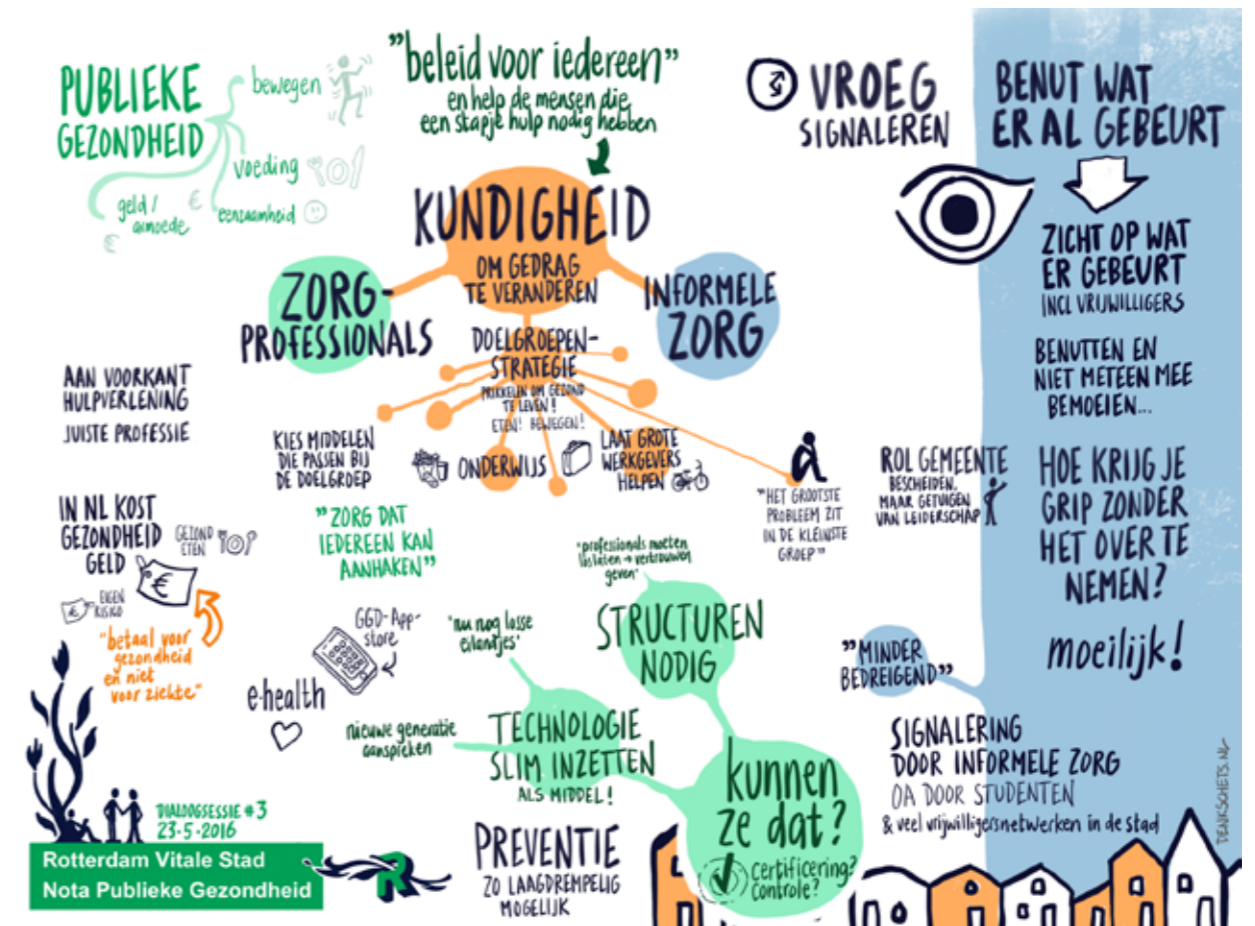 PUBLIEKE
GEZONDHEID
bewegen
voeding
eenzaamheid
geld /
armoede
"beleid voor iedereen"
en help de mensen die
een stapje hulp nodig hebben
VROEG
SIGNALEREN
BENUT WAT
ER AL GEBEURT
ZICHT OP WAT
ER GEBEURT
INCL VRIJWILLIGERS
BENUTTEN EN
NIET METEEN MEE
BEMOEIEN...
HOE KRIJG JE
GRIP ZONDER
HET OVER TE
NEMEN?
moeilijk!
KUNDIGHEID
OM GEDRAG
TE VERANDEREN
ZORG-
PROFESSIONALS
INFORMELE
ZORG
DOELGROEPEN-
STRATEGIE
PRIKKELEN OM GEZOND
TE LEVEN!
ETEN! BEWEGEN!
AAN VOORKANT
HULPVERLENING
JUISTE PROFESSIE
KIES MIDDELEN
DIE PASSEN BIJ
DE DOELGROEP
ONDERWIJS
LAAT GROTE
WERKGEVERS
HELPEN
"HET GROOTSTE
PROBLEEM ZIT
IN DE KLEINSTE
GROEP"
ROL GEMEENTE
BESCHEIDEN,
MAAR GETUIGEN
VAN LEIDERSCHAP
IN NL KOST
GEZONDHEID
GELD
GEZOND
ETEN
€
EIGEN
RISICO
"betaal voor
gezondheid
en niet
voor ziekte"
"ZORG DAT
IEDEREEN KAN
AANHAKEN"
GGD-App-
store
e-health
"professionals moeten
loslaten → vertrouwen
geven"
STRUCTUREN
NODIG
"nu nog losse
eilandjes"
nieuwe generatie
aanspreken
TECHNOLOGIE
SLIM INZETTEN
ALS MIDDEL!
kunnen
ze dat?
certificering?
controle?
PREVENTIE
ZO LAAGDREMPELIG
MOGELIJK
"MINDER
BEDREIGEND"
SIGNALERING
DOOR INFORMELE ZORG
OA DOOR STUDENTEN
& veel vrijwilligersnetwerken in de stad
DENKSCHETS.NL
DIALOOGSESSIE #3
23-5-2016
Rotterdam Vitale Stad
Nota Publieke Gezondheid
R